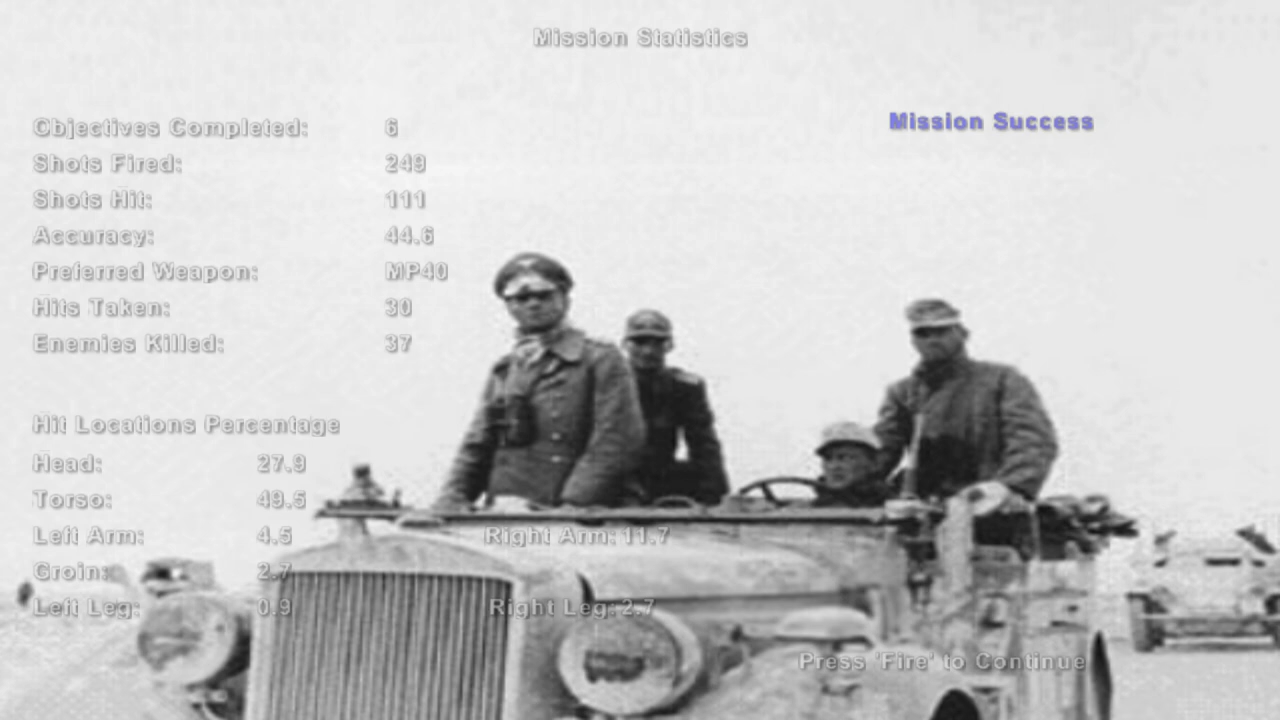 Mission Statistics
Mission Success
Objectives Completed: 6
Shots Fired: 249
Shots Hit: 111
Accuracy: 44.6
Preferred Weapon: MP40
Hits Taken: 30
Enemies Killed: 37
Hit Locations Percentage
Head: 27.9
Torso: 49.5
Left Arm: 4.5 Right Arm: 11.7
Groin: 2.7
Left Leg: 0.9 Right Leg: 2.7
Press 'Fire' to Continue